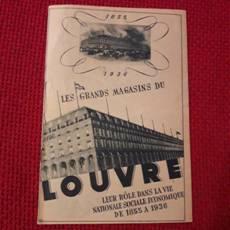 1855
1936
LES GRANDS MAGASINS DU
LOUVRE
LEUR RÔLE DANS LA VIE
NATIONALE SOCIALE ÉCONOMIQUE
DE 1855 A 1936